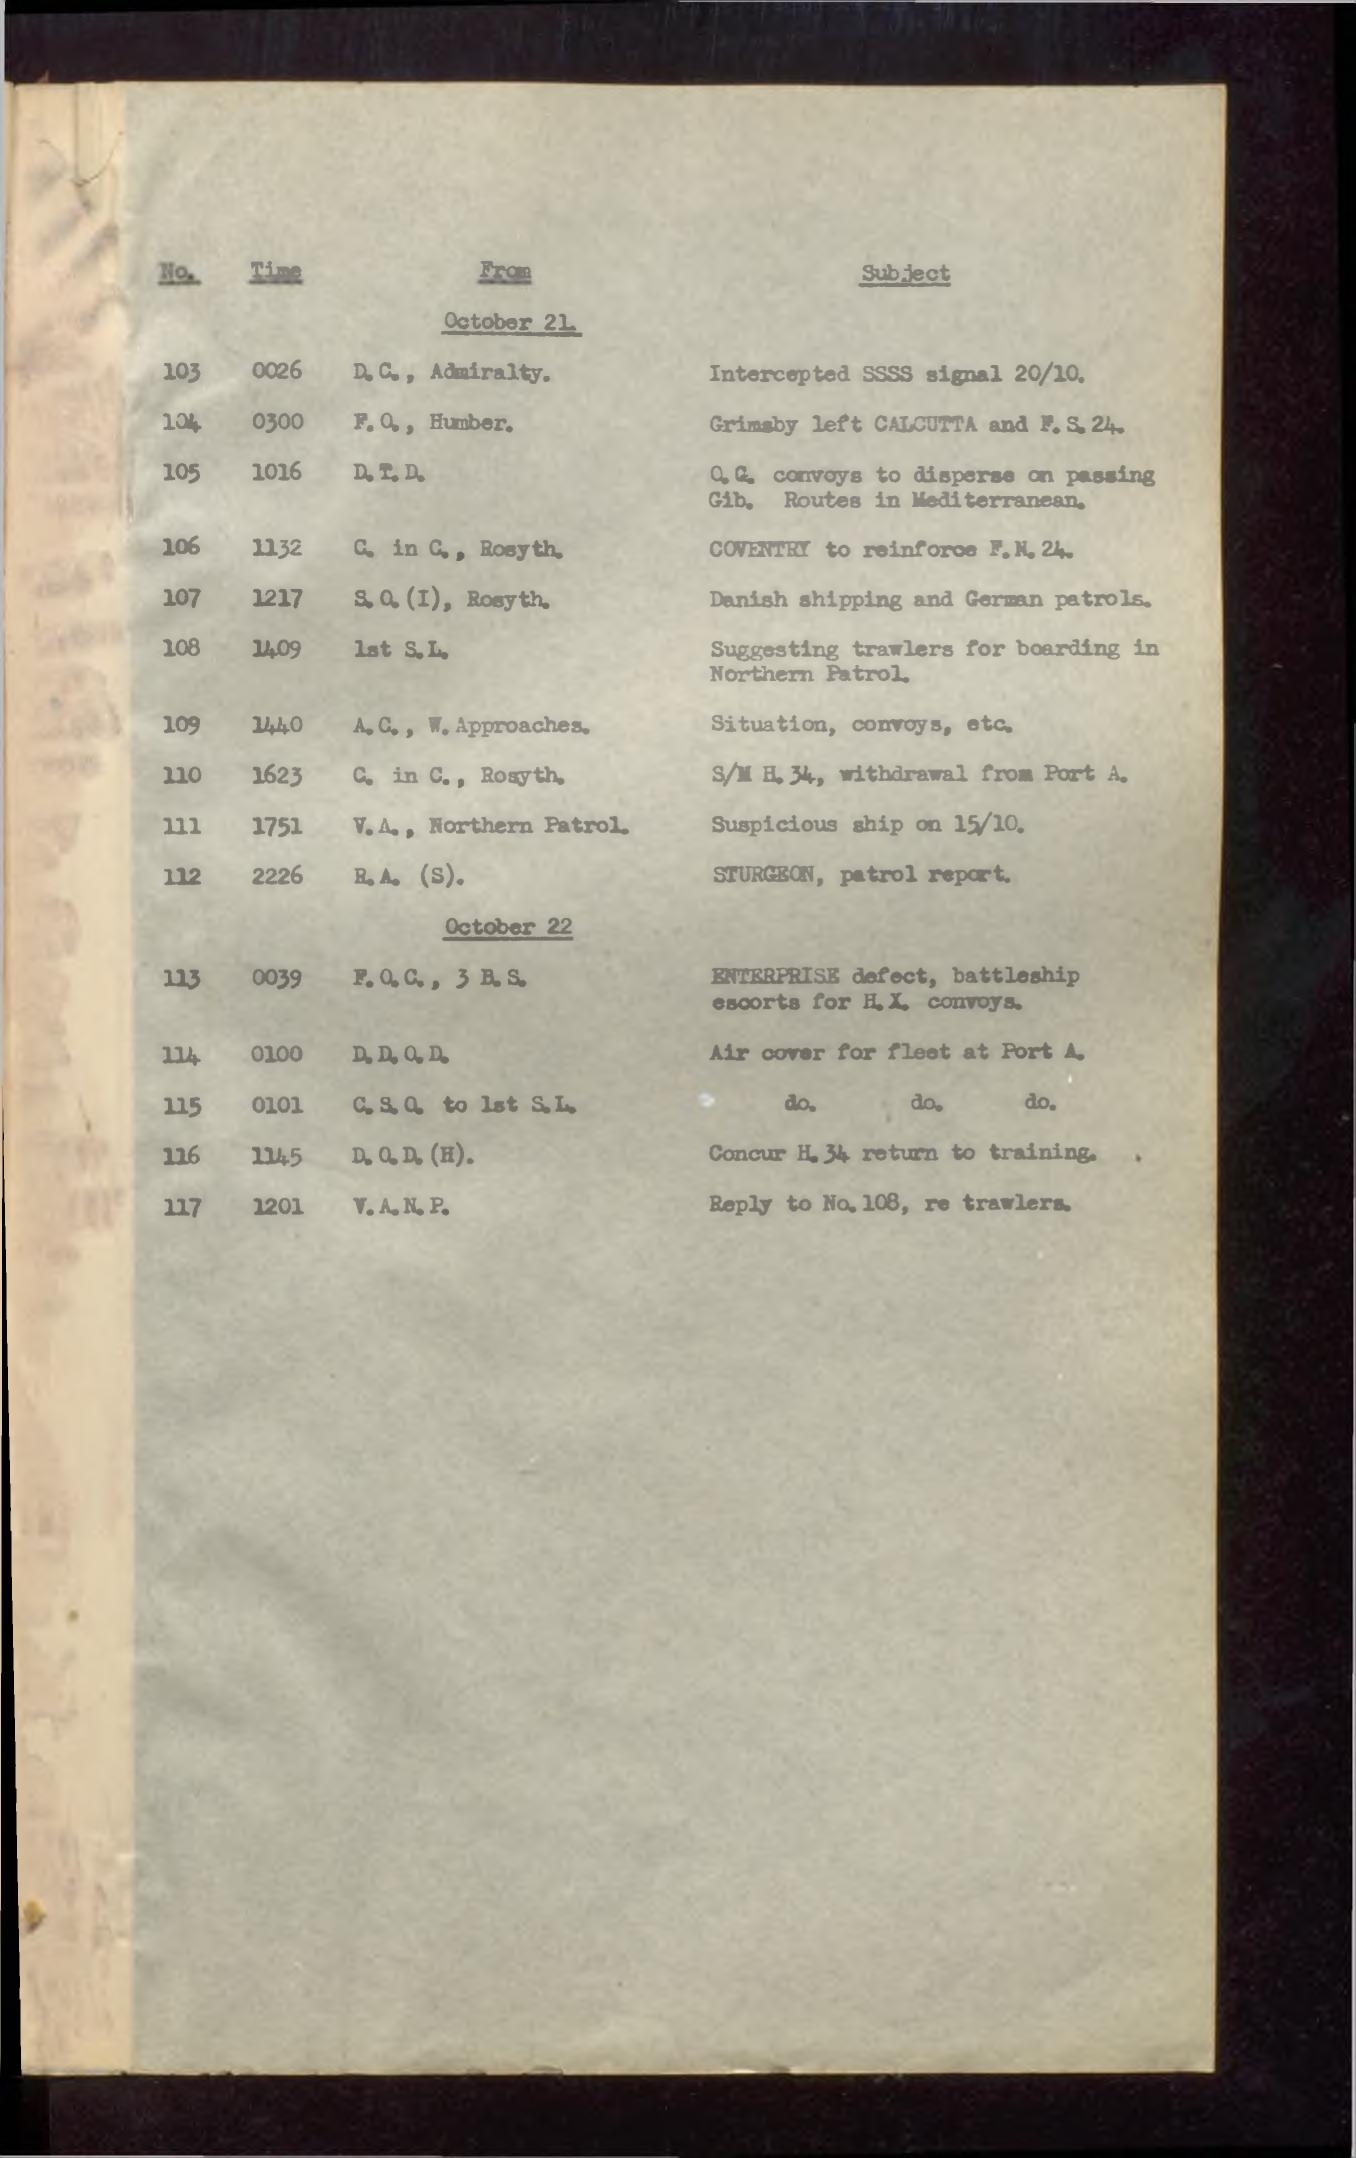 No. Time From Subject
October 21.
103 0026 D.C., Admiralty. Intercepted SSSS signal 20/10.
104 0300 F.O., Humber. Grimsby left CALCUTTA and F.S.24.
105 1016 D.T.D. O.G. convoys to disperse on passing
Gib. Routes in Mediterranean.
106 1132 C. in C., Rosyth. COVENTRY to reinforce F.N.24.
107 1217 S.O.(I), Rosyth. Danish shipping and German patrols.
108 1409 1st S.L. Suggesting trawlers for boarding in
Northern Patrol.
109 1440 A.C., W.Approaches. Situation, convoys, etc.
110 1623 C. in C., Rosyth. S/M H.34, withdrawal from Port A.
111 1751 V.A., Northern Patrol. Suspicious ship on 15/10.
112 2226 R.A. (S). STURGEON, patrol report.
October 22
113 0039 F.O.C., 3 B.S. ENTERPRISE defect, battleship
escorts for H.X. convoys.
114 0100 D.D.O.D. Air cover for fleet at Port A.
115 0101 C.S.O. to 1st S.L. do. do. do.
116 1145 D.O.D.(H). Concur H.34 return to training.
117 1201 V.A.N.P. Reply to No.108, re trawlers.